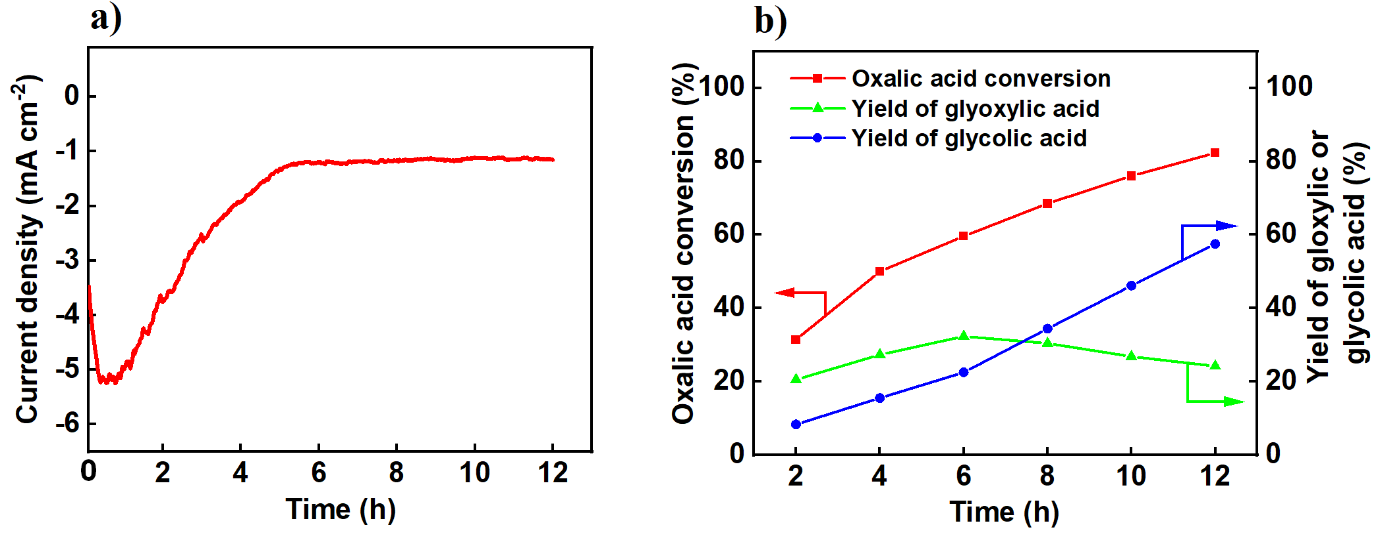 a)
Current density (mA cm-2)
0
-1
-2
-3
-4
-5
-6
0 2 4 6 8 10 12
Time (h)
b)
Oxalic acid conversion (%)
100
80
60
40
20
0
Oxalic acid conversion
Yield of glyoxylic acid
Yield of glycolic acid
2 4 6 8 10 12
Time (h)
100
80
60
40
20
0
Yield of gloxylic or
glycolic acid (%)